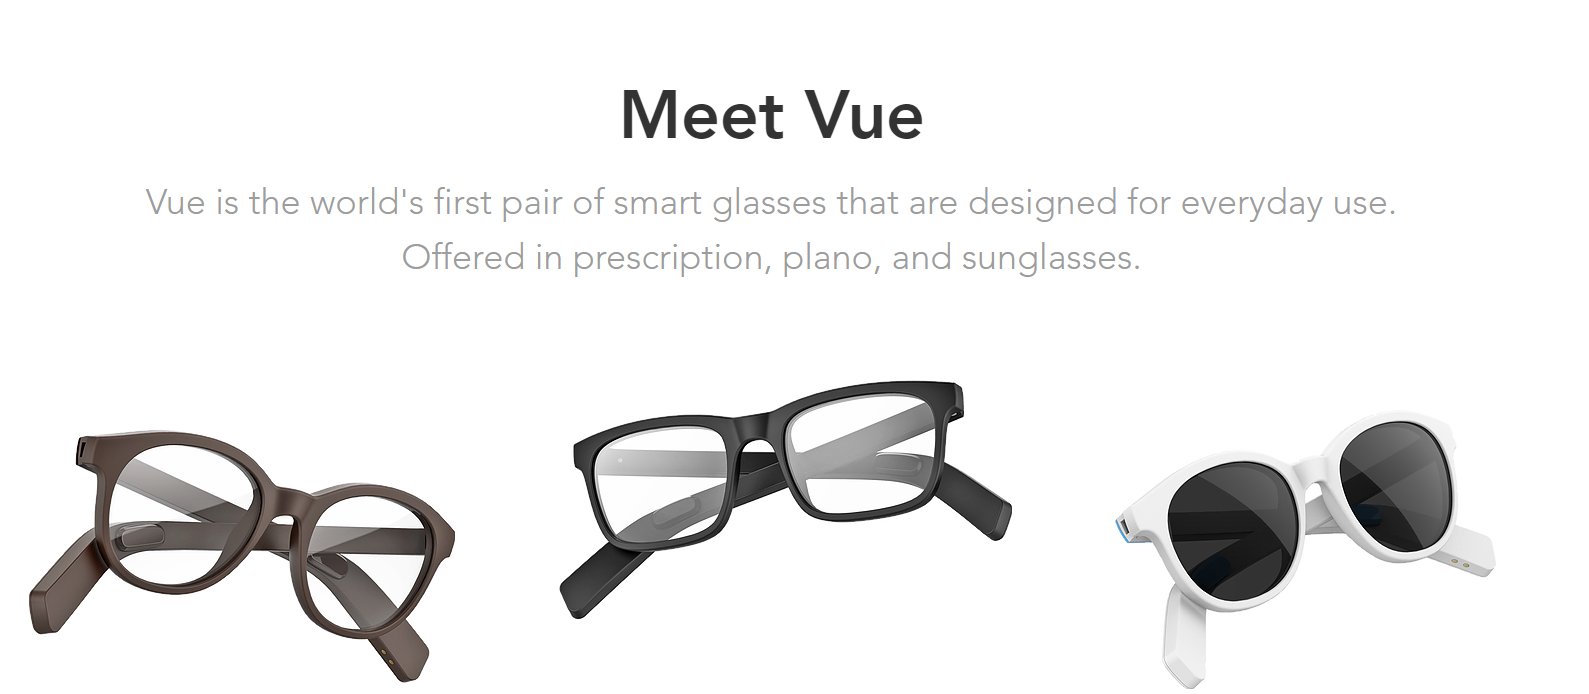 Meet Vue
Vue is the world's first pair of smart glasses that are designed for everyday use.
Offered in prescription, plano, and sunglasses.